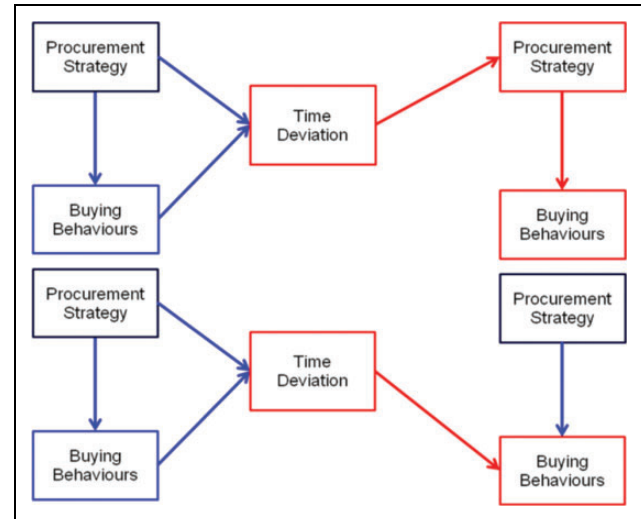 Procurement
Strategy
Procurement
Strategy
Time
Deviation
Buying
Behaviours
Buying
Behaviours
Procurement
Strategy
Procurement
Strategy
Time
Deviation
Buying
Behaviours
Buying
Behaviours